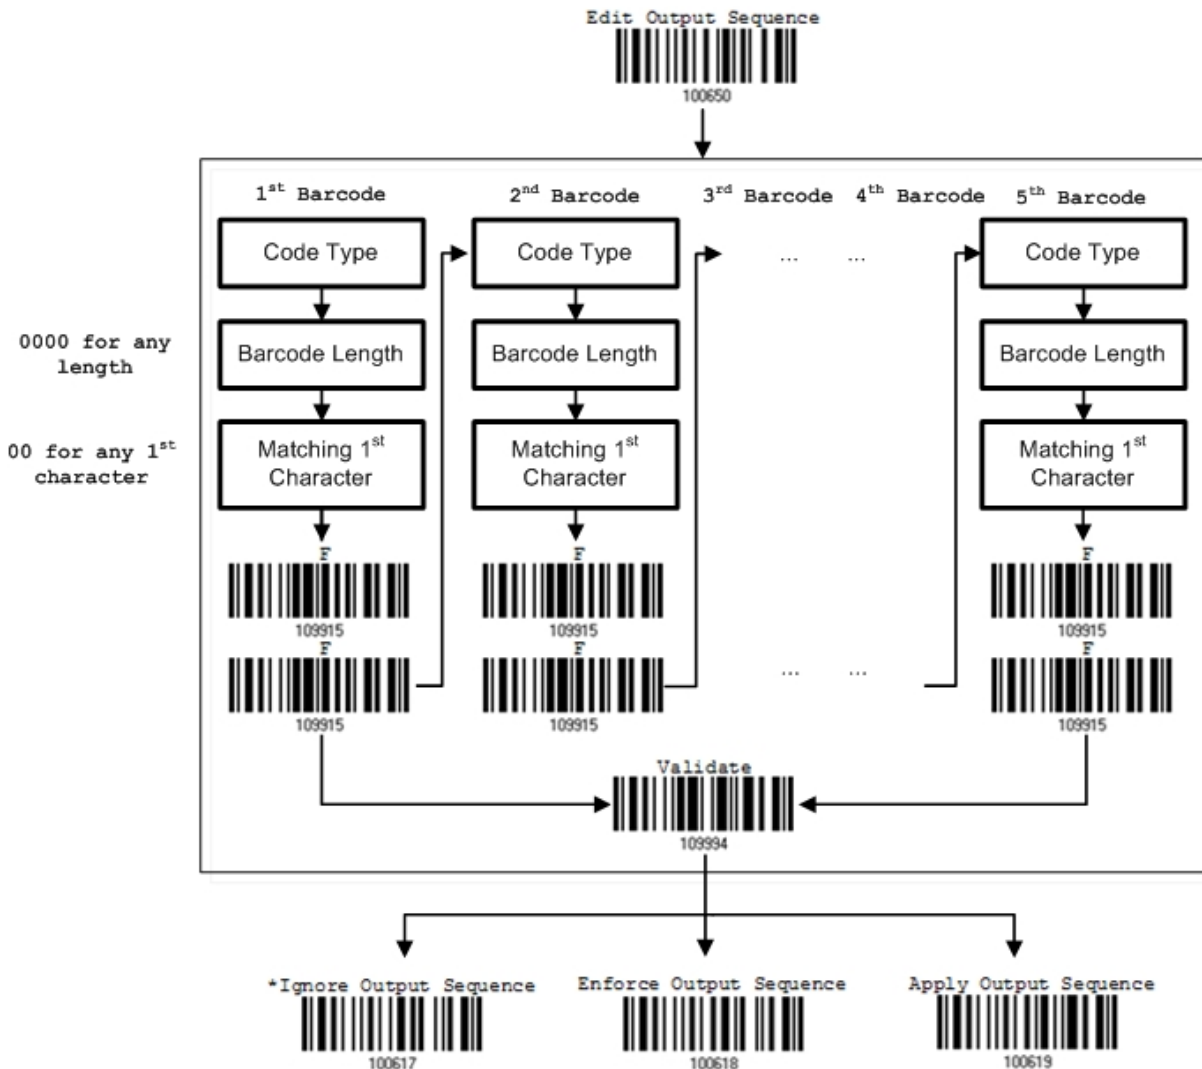 Edit Output Sequence
100650
1st Barcode 2nd Barcode 3rd Barcode 4th Barcode 5th Barcode
Code Type Code Type ... ... Code Type
0000 for any
length
Barcode Length Barcode Length Barcode Length
00 for any 1st
character
Matching 1st
Character
Matching 1st
Character
Matching 1st
Character
109915 109915 109915
... ...
109915 109915 109915
Validate
109994
*Ignore Output Sequence Enforce Output Sequence Apply Output Sequence
100617 100618 100619